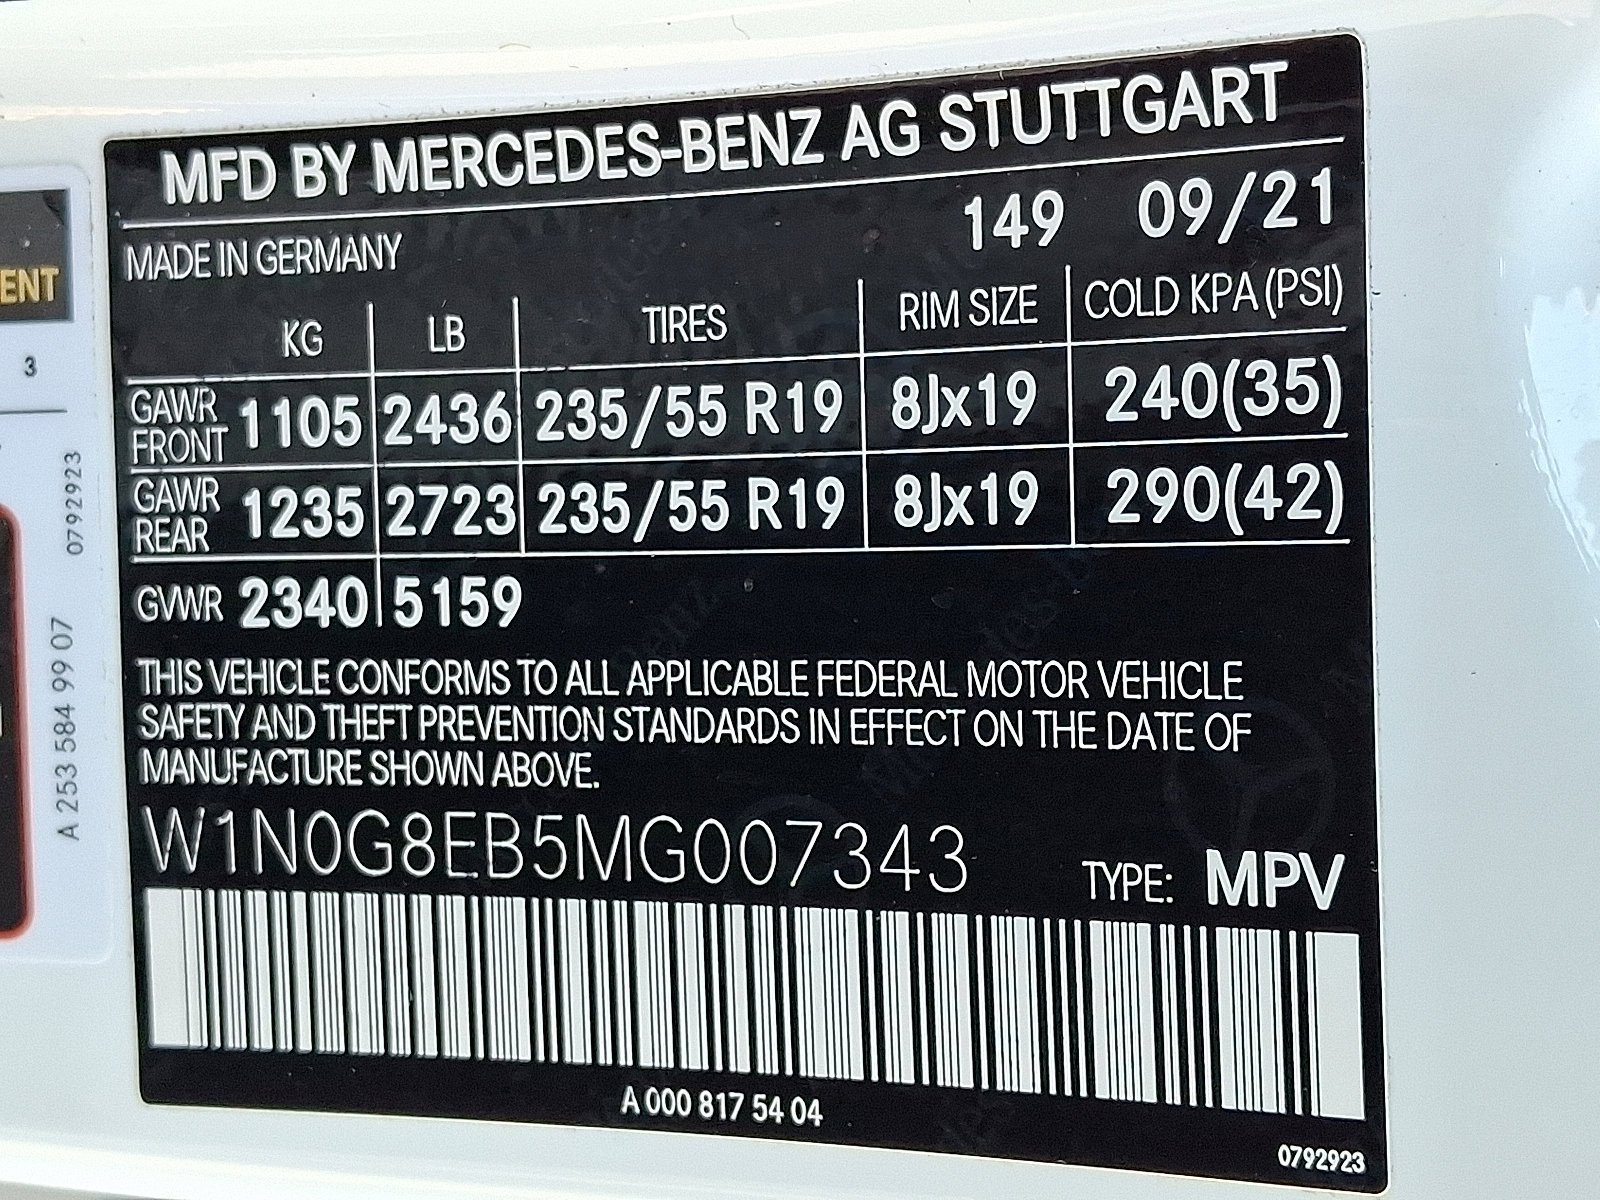 MFD BY MERCEDES-BENZ AG STUTTGART
MADE IN GERMANY 149 09/21
KG LB TIRES RIM SIZE COLD KPA (PSI)
GAWR FRONT 1105 2436 235/55 R19 8Jx19 240(35)
GAWR REAR 1235 2723 235/55 R19 8Jx19 290(42)
GVWR 2340 5159
THIS VEHICLE CONFORMS TO ALL APPLICABLE FEDERAL MOTOR VEHICLE
SAFETY AND THEFT PREVENTION STANDARDS IN EFFECT ON THE DATE OF
MANUFACTURE SHOWN ABOVE.
W1N0G8EB5MG007343 TYPE: MPV
A 000 817 54 04
0792923
ENT
3
A 253 584 99 07 0792923